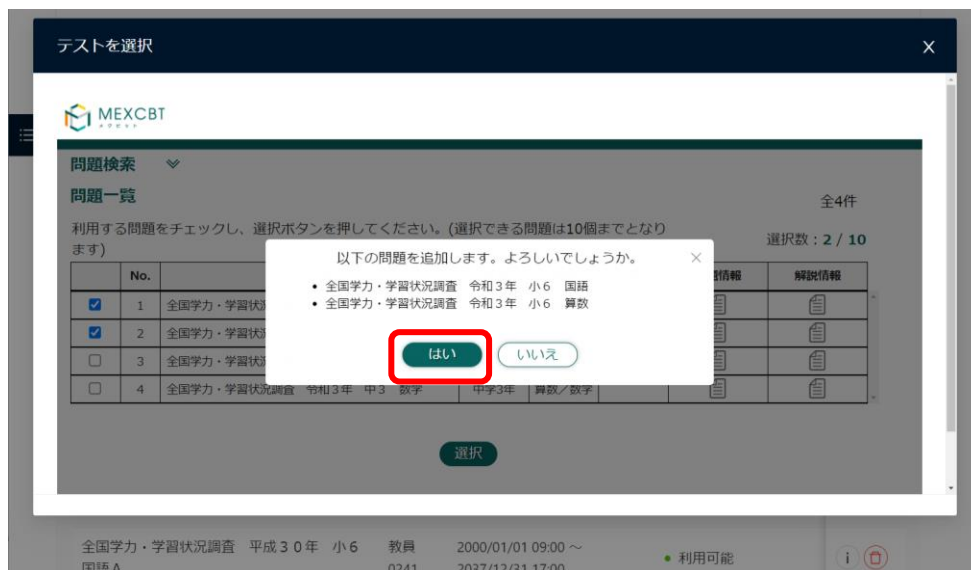 テストを選択
X
MEXCBT
メクビット
問題検索
問題一覧
全4件
利用する問題をチェックし、選択ボタンを押してください。(選択できる問題は10個までとなり
ます)
選択数：2 / 10
No.
情報
解説情報
以下の問題を追加します。よろしいでしょうか。
• 全国学力・学習状況調査 令和3年 小6 国語
• 全国学力・学習状況調査 令和3年 小6 算数
はい
いいえ
1 全国学力・学習状
2 全国学力・学習状
3 全国学力・学習状
4 全国学力・学習状況調査 令和3年 中3 数学 中学3年 算数/数学
選択
全国学力・学習状況調査 平成30年 小6 教員 2000/01/01 09:00 ～
国語A 0241 2037/12/31 17:00
利用可能
i